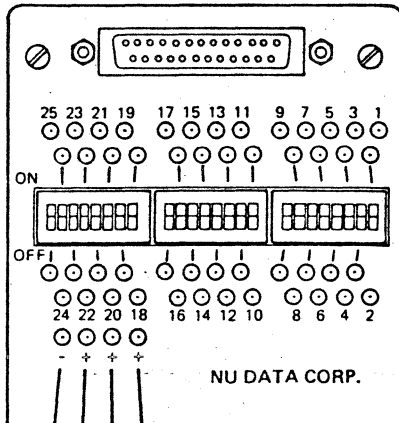 25 23 21 19 17 15 13 11 9 7 5 3 1
ON
OFF
24 22 20 18 16 14 12 10 8 6 4 2
- + + +
NU DATA CORP.